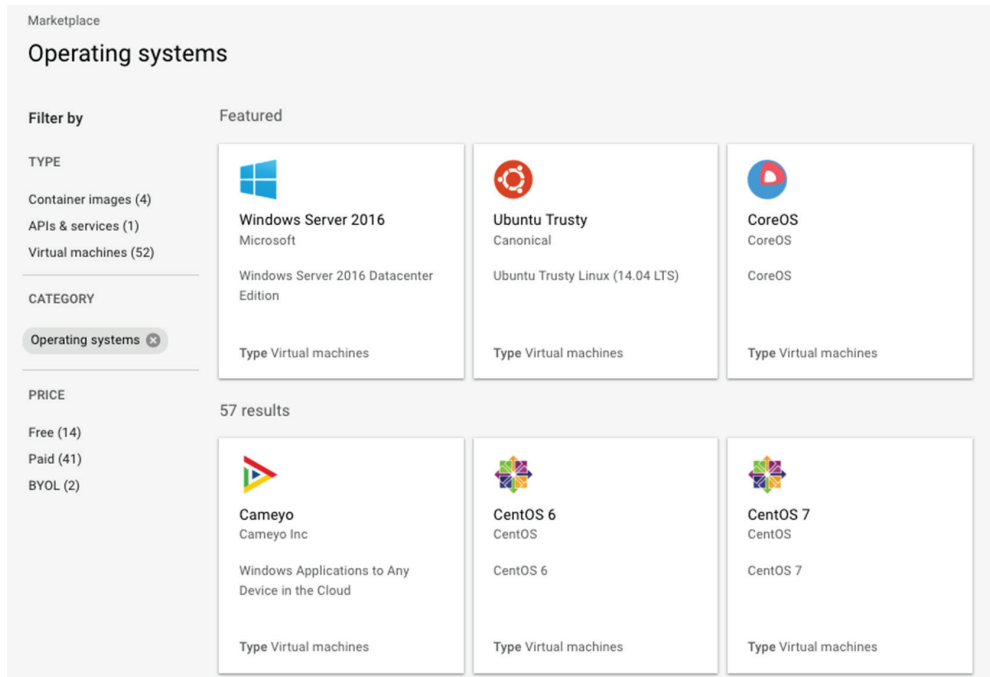 Marketplace
Operating systems
Filter by
TYPE
Container images (4)
APIs & services (1)
Virtual machines (52)
CATEGORY
Operating systems
PRICE
Free (14)
Paid (41)
BYOL (2)
Featured
Windows Server 2016
Microsoft
Windows Server 2016 Datacenter
Edition
Type Virtual machines
Ubuntu Trusty
Canonical
Ubuntu Trusty Linux (14.04 LTS)
Type Virtual machines
CoreOS
CoreOS
CoreOS
Type Virtual machines
57 results
Cameyo
Cameyo Inc
Windows Applications to Any
Device in the Cloud
Type Virtual machines
CentOS 6
CentOS
CentOS 6
Type Virtual machines
CentOS 7
CentOS
CentOS 7
Type Virtual machines